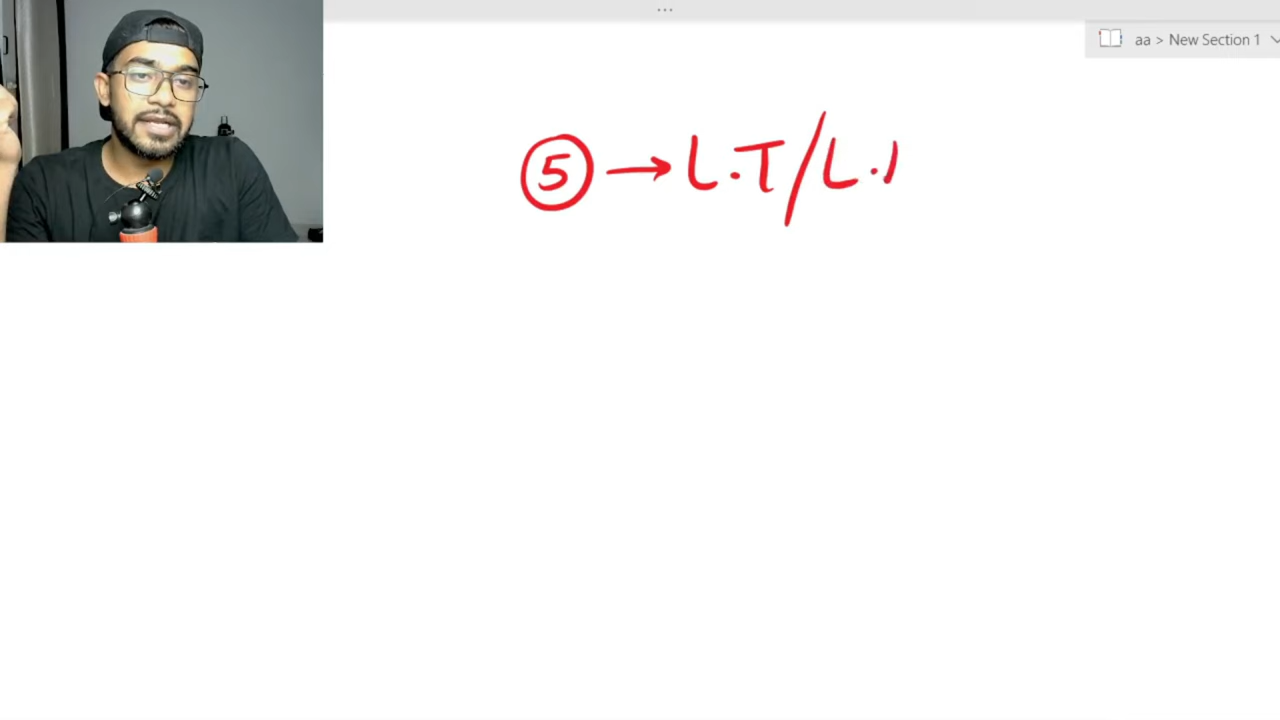 ...
aa > New Section 1
⑤ → L.T/L.